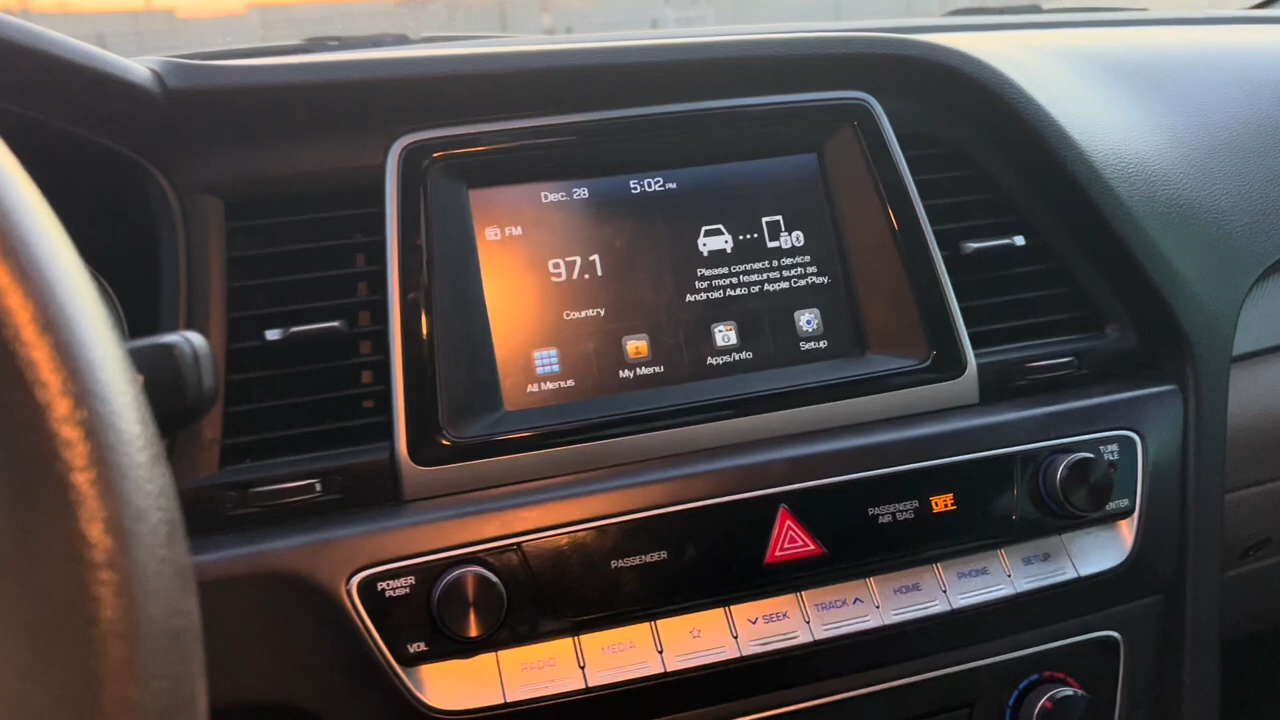 Dec. 28 5:02 PM
FM
97.1
Country
Please connect a device
for more features such as
Android Auto or Apple CarPlay.
All Menus My Menu Apps/Info Setup
TUNE
FILE
ENTER
PASSENGER
AIR BAG
OFF
PASSENGER
POWER
PUSH
VOL
RADIO MEDIA SEEK TRACK HOME PHONE SETUP